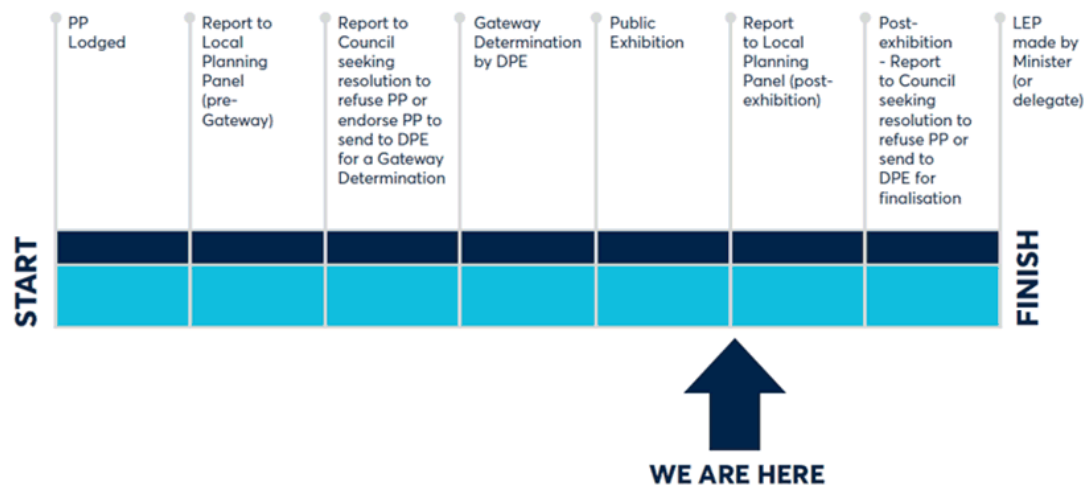 PP
Lodged
Report to
Local
Planning
Panel
(pre-
Gateway)
Report to
Council
seeking
resolution to
refuse PP or
endorse PP to
send to DPE
for a Gateway
Determination
Gateway
Determination
by DPE
Public
Exhibition
Report
to Local
Planning
Panel (post-
exhibition)
Post-
exhibition
- Report
to Council
seeking
resolution to
refuse PP or
send to
DPE for
finalisation
LEP
made by
Minister
(or
delegate)
START
FINISH
WE ARE HERE